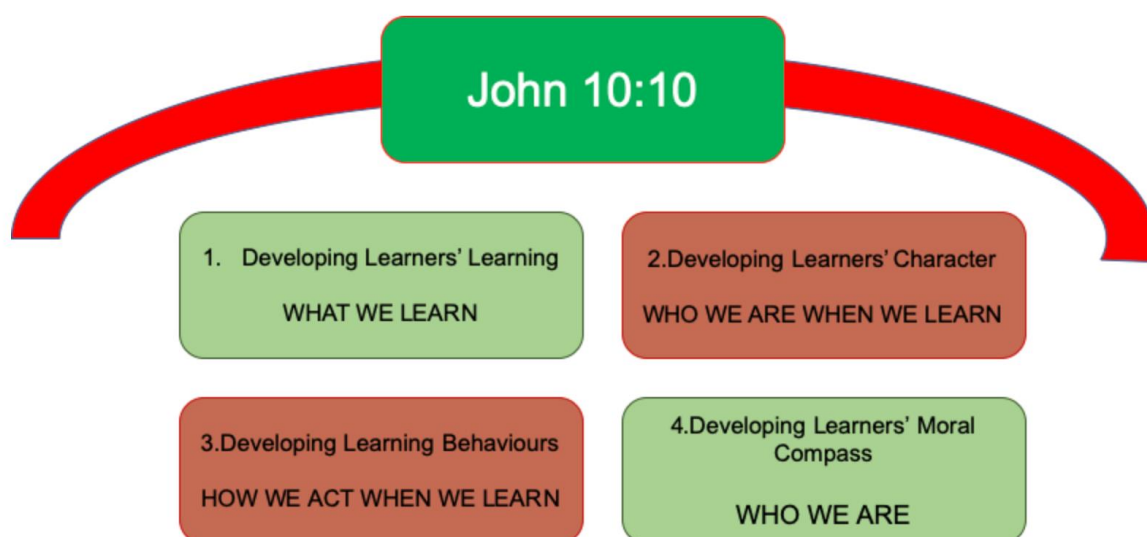 John 10:10
1. Developing Learners' Learning
WHAT WE LEARN
2.Developing Learners' Character
WHO WE ARE WHEN WE LEARN
3.Developing Learning Behaviours
HOW WE ACT WHEN WE LEARN
4.Developing Learners' Moral
Compass
WHO WE ARE